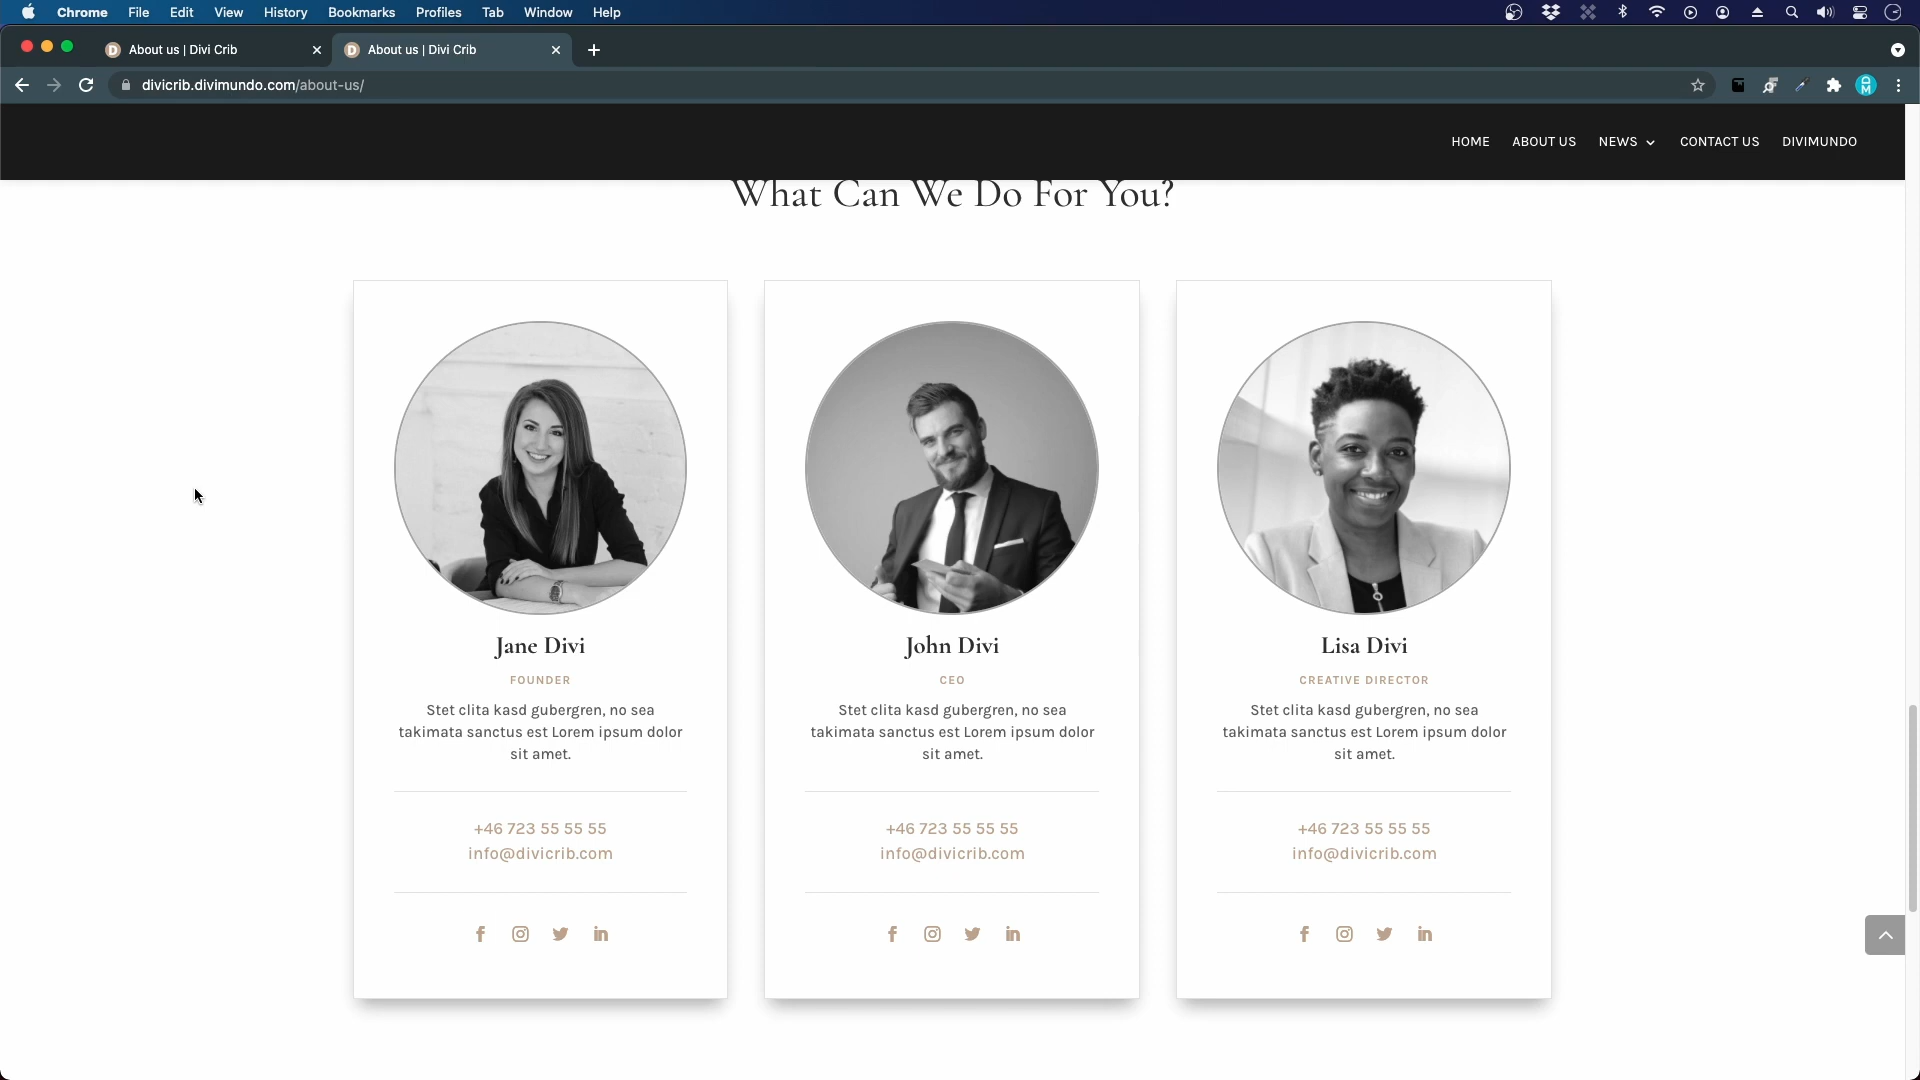 Chrome File Edit View History Bookmarks Profiles Tab Window Help
D About us | Divi Crib
D About us | Divi Crib
divicrib.divimundo.com/about-us/
DM
HOME ABOUT US NEWS CONTACT US DIVIMUNDO
What Can We Do For You?
Jane Divi
FOUNDER
Stet clita kasd gubergren, no sea
takimata sanctus est Lorem ipsum dolor
sit amet.
+46 723 55 55 55
info@divicrib.com
John Divi
CEO
Stet clita kasd gubergren, no sea
takimata sanctus est Lorem ipsum dolor
sit amet.
+46 723 55 55 55
info@divicrib.com
Lisa Divi
CREATIVE DIRECTOR
Stet clita kasd gubergren, no sea
takimata sanctus est Lorem ipsum dolor
sit amet.
+46 723 55 55 55
info@divicrib.com